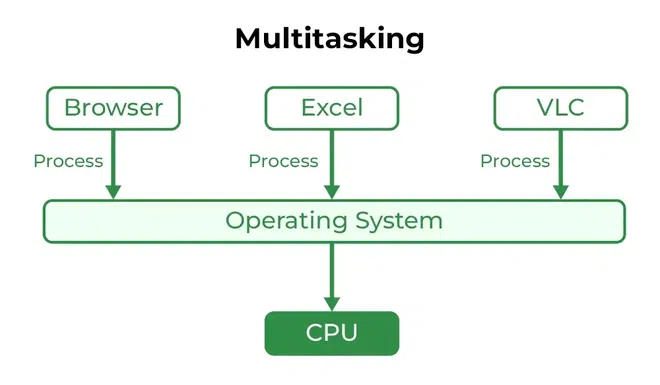 Multitasking
Browser
Excel
VLC
Process
Process
Process
Operating System
CPU